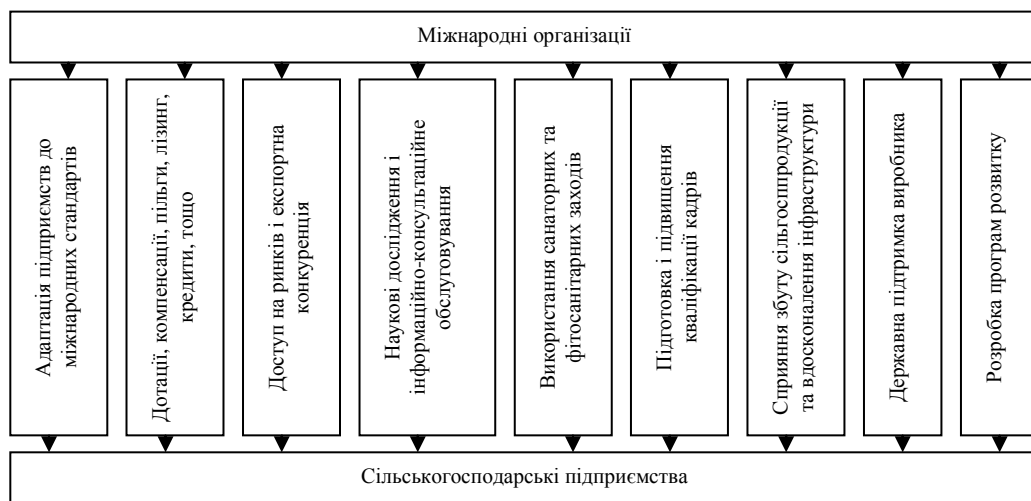 Міжнародні організації
Адаптація підприємств до
міжнародних стандартів
Дотації, компенсації, пільги, лізинг,
кредити, тощо
Доступ на ринків і експортна
конкуренція
Наукові дослідження і
інформаційно-консультаційне
обслуговування
Використання санаторних та
фітосанітарних заходів
Підготовка і підвищення
кваліфікації кадрів
Сприяння збуту сільгосппродукції
та вдосконалення інфраструктури
Державна підтримка виробника
Розробка програм розвитку
Сільськогосподарські підприємства